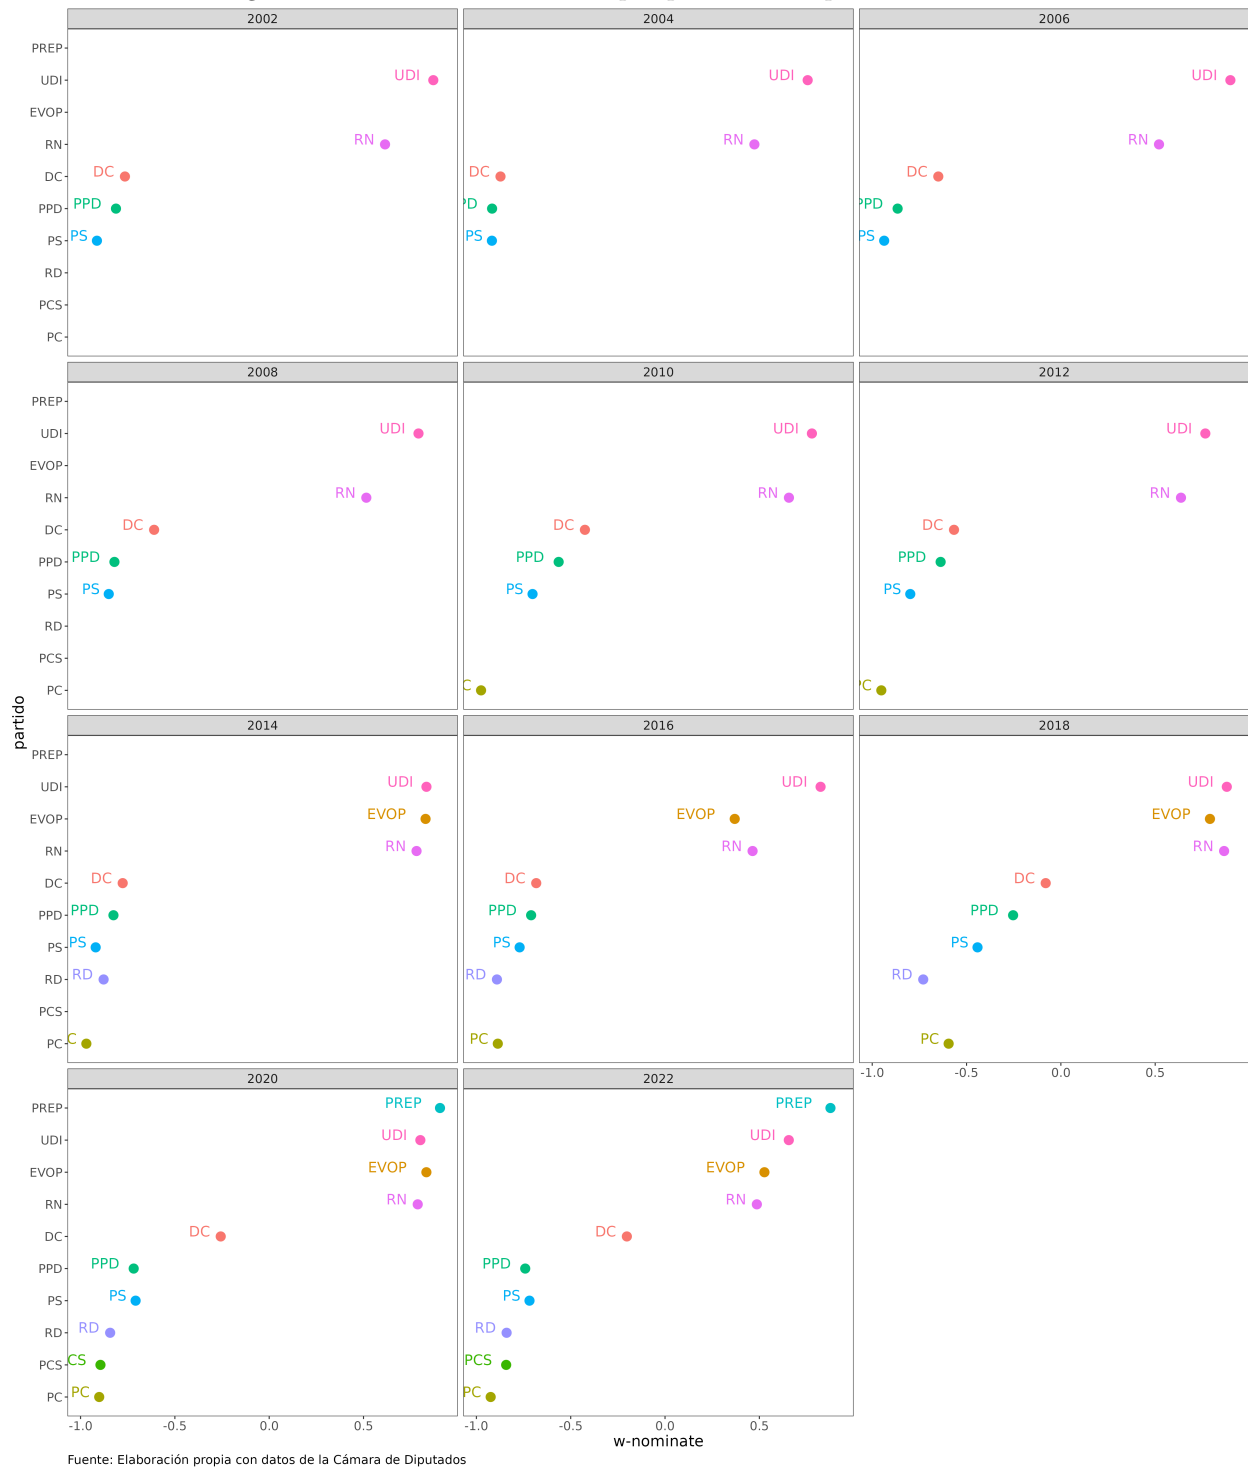 2002
2004
2006
PREP
UDI
EVOP
RN
DC
PPD
PS
RD
PCS
PC
UDI
RN
DC
PPD
PS
UDI
RN
DC
PD
PS
UDI
RN
DC
PPD
PS
2008
2010
2012
PREP
UDI
EVOP
RN
DC
PPD
PS
RD
PCS
PC
UDI
RN
DC
PPD
PS
UDI
RN
DC
PPD
PS
C
UDI
RN
DC
PPD
PS
PC
partido
2014
2016
2018
PREP
UDI
EVOP
RN
DC
PPD
PS
RD
PCS
PC
UDI
EVOP
RN
DC
PPD
PS
RD
C
UDI
EVOP
RN
DC
PPD
PS
RD
PC
UDI
EVOP
RN
DC
PPD
PS
RD
PC
-1.0 -0.5 0.0 0.5
2020
2022
PREP
UDI
EVOP
RN
DC
PPD
PS
RD
PCS
PC
PREP
UDI
EVOP
RN
DC
PPD
PS
RD
CS
PC
PREP
UDI
EVOP
RN
DC
PPD
PS
RD
PCS
PC
-1.0 -0.5 0.0 0.5
-1.0 -0.5 0.0 0.5
w-nominate
Fuente: Elaboración propia con datos de la Cámara de Diputados